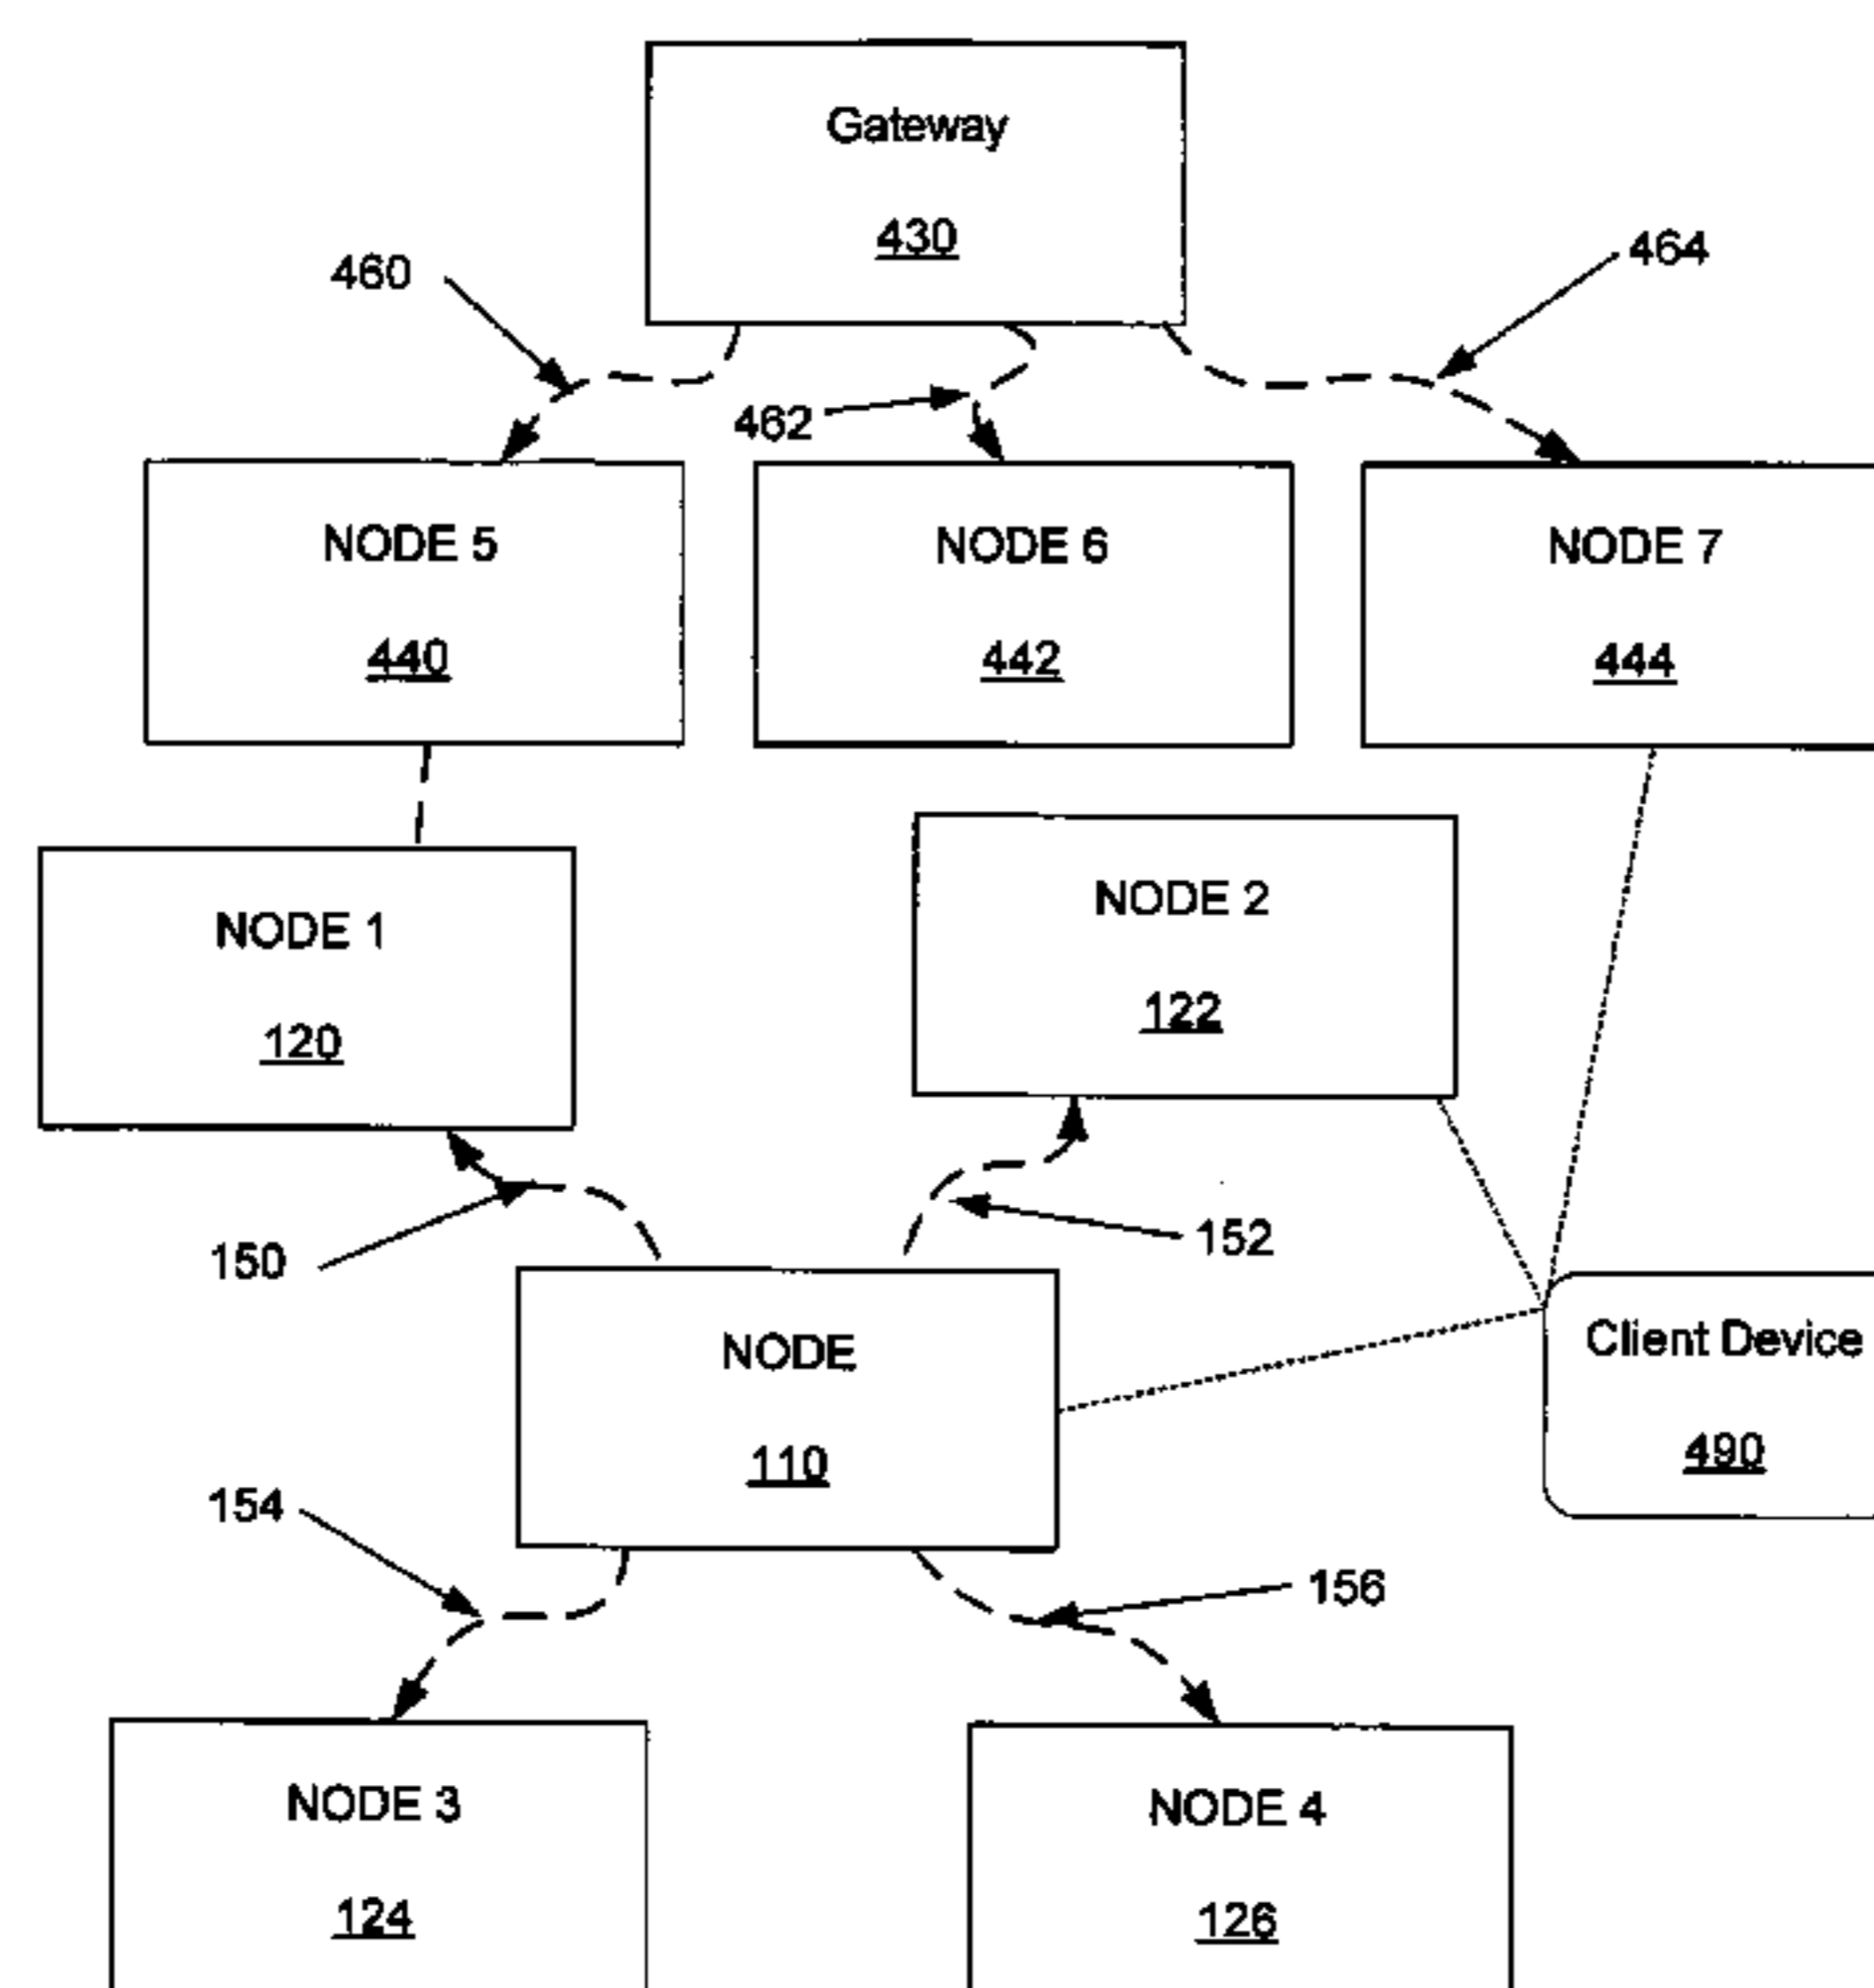 Gateway
430
460
464
462
NODE 5
440
NODE 6
442
NODE 7
444
NODE 1
120
NODE 2
122
150
152
NODE
110
Client Device
490
154
156
NODE 3
124
NODE 4
126